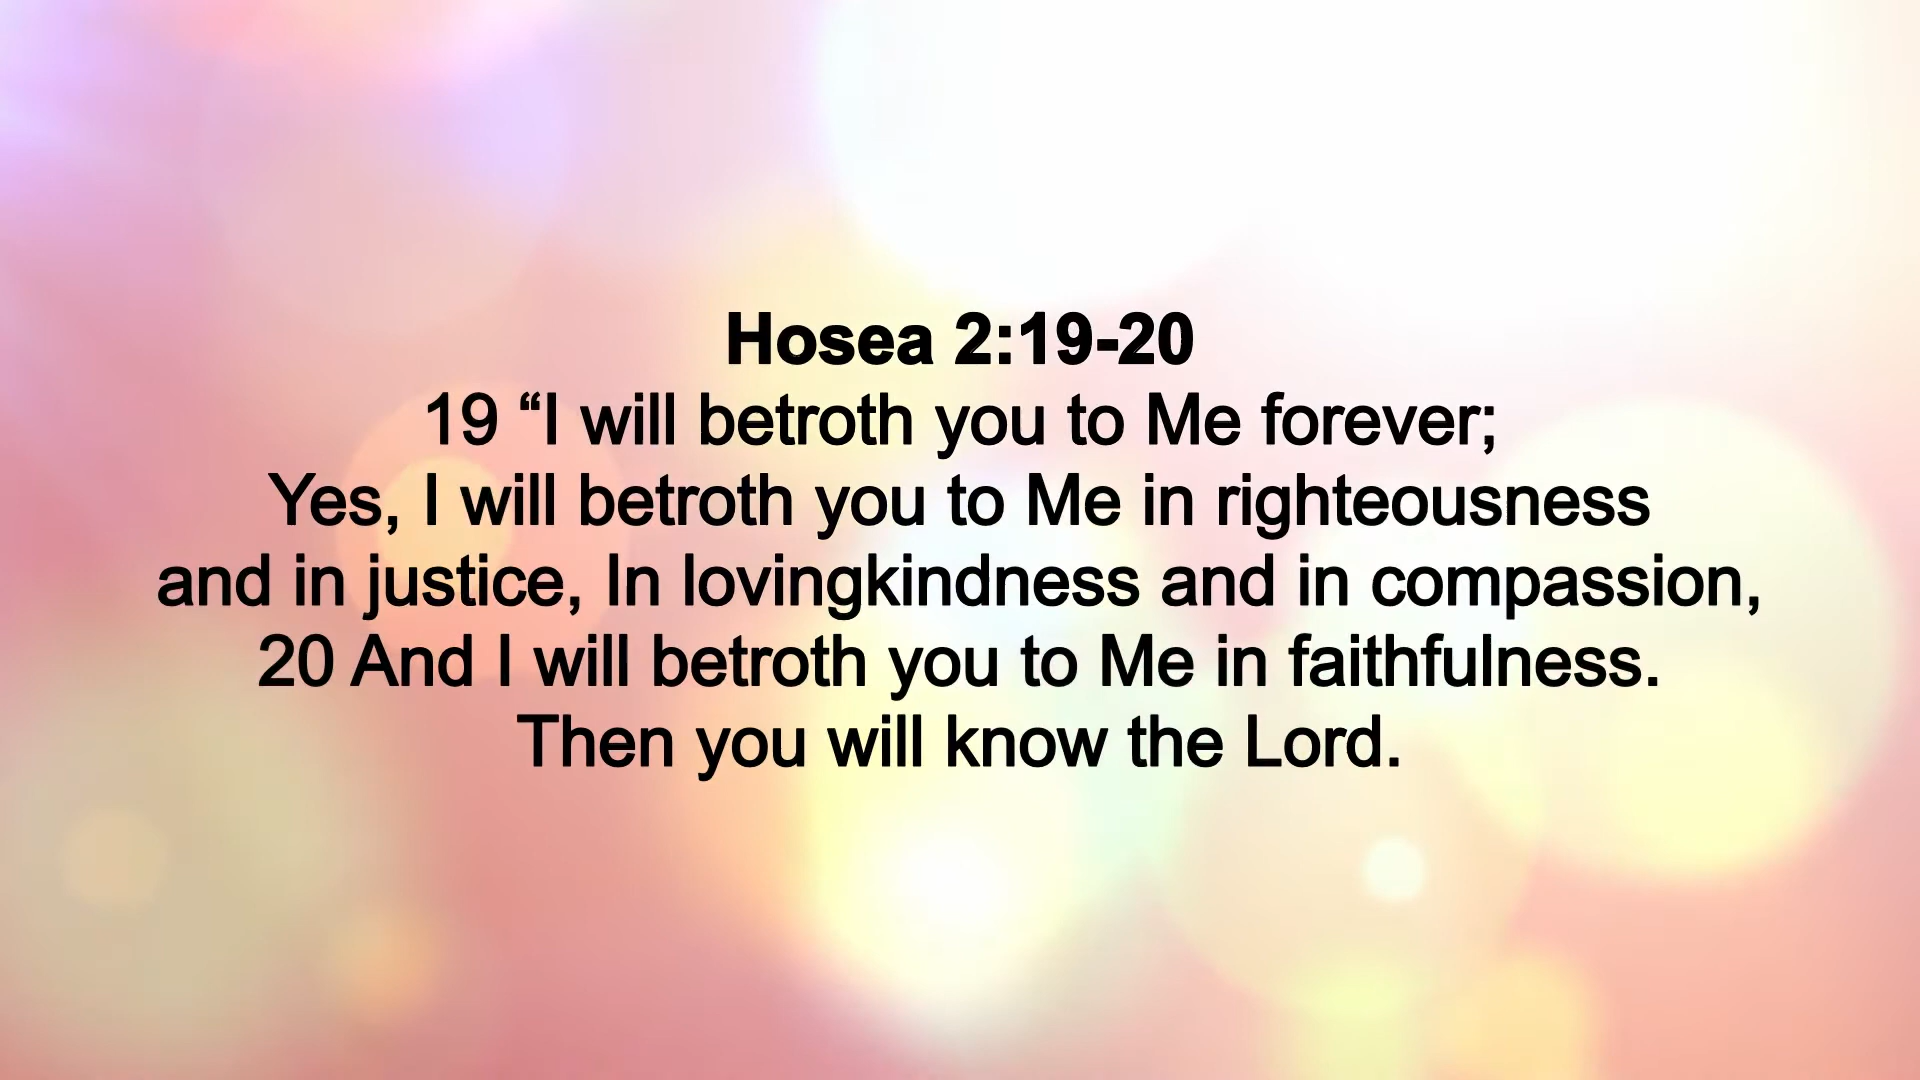 Hosea 2:19-20
19 “I will betroth you to Me forever;
Yes, I will betroth you to Me in righteousness
and in justice, In lovingkindness and in compassion,
20 And I will betroth you to Me in faithfulness.
Then you will know the Lord.